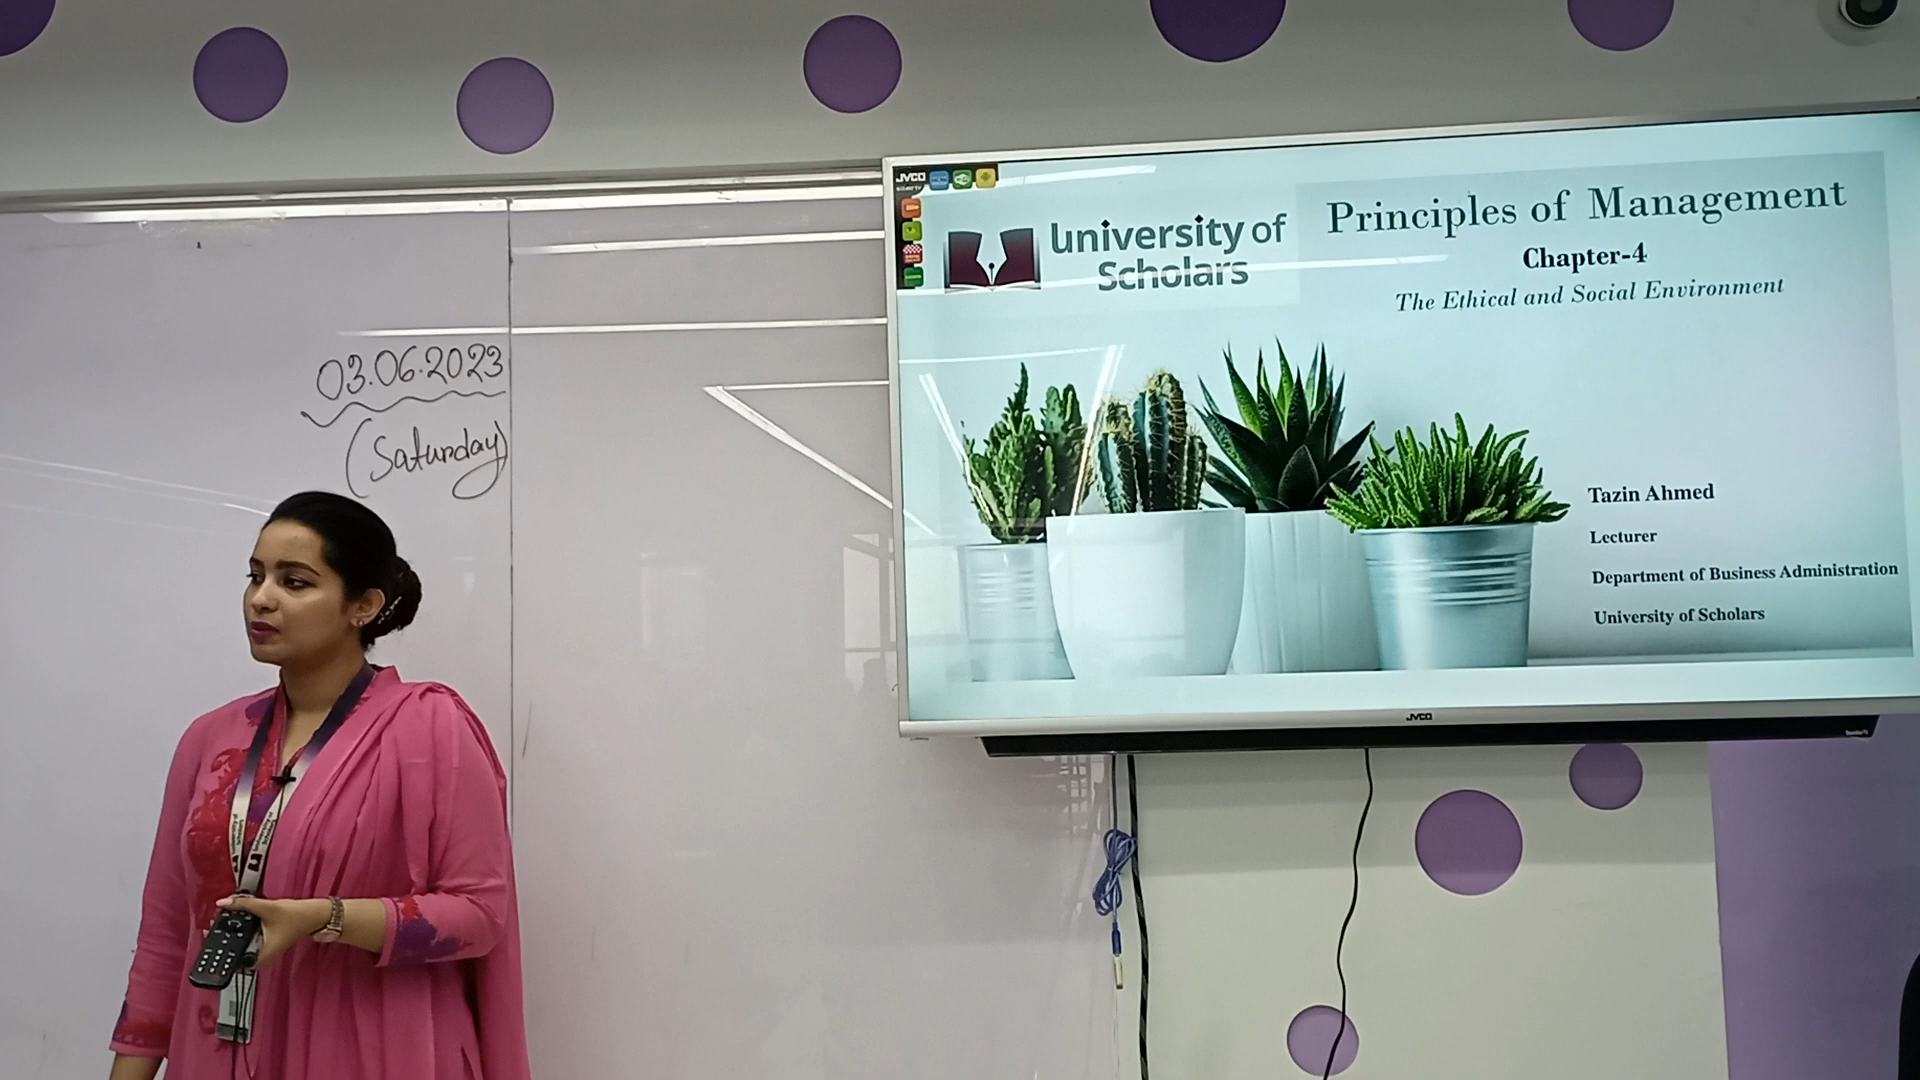 03.06.2023
(Saturday)
JVCO
University of
Scholars
Principles of Management
Chapter-4
The Ethical and Social Environment
Tazin Ahmed
Lecturer
Department of Business Administration
University of Scholars
JVCO